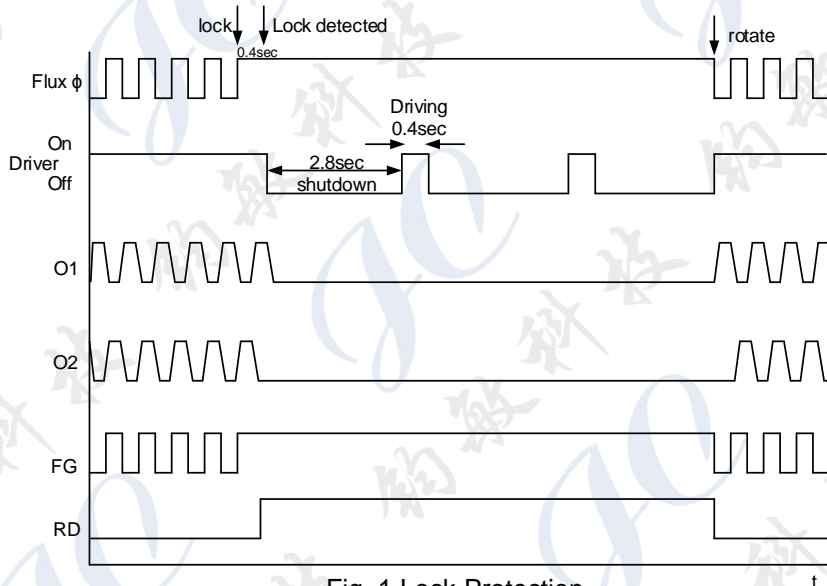 lock
Lock detected
0.4sec
rotate
Flux ϕ
Driving
0.4sec
On
Driver
Off
2.8sec
shutdown
O1
O2
FG
RD
t
Fig. 1 Lock Protection